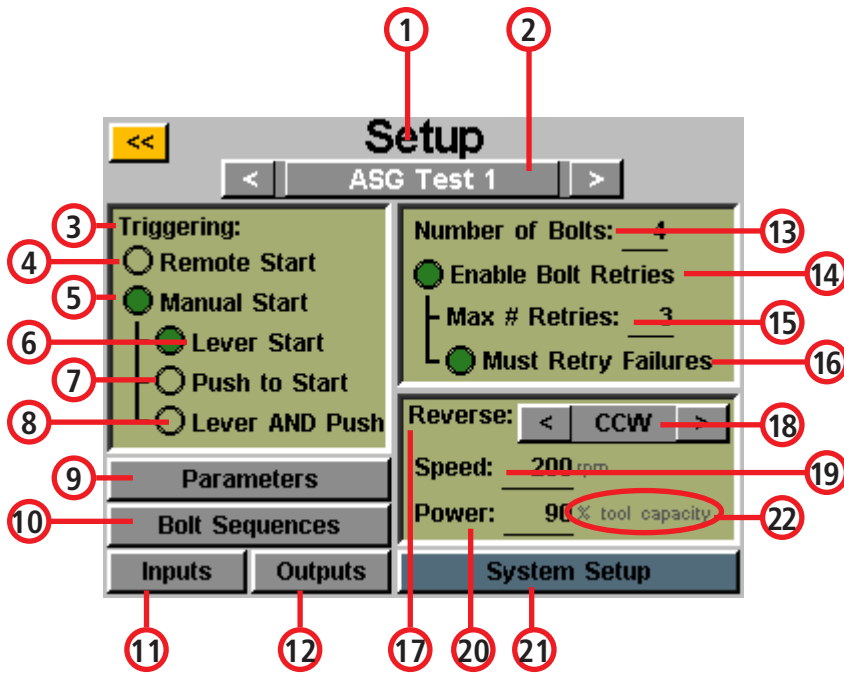 1 2
<< Setup
< ASG Test 1 >
3 Triggering:
4 Remote Start
5 Manual Start
6 Lever Start
7 Push to Start
8 Lever AND Push
9 Parameters
10 Bolt Sequences
Inputs Outputs
11 12
Number of Bolts: 4 13
Enable Bolt Retries 14
Max # Retries: 3 15
Must Retry Failures 16
Reverse: < CCW > 18
Speed: 200 rpm 19
Power: 90 % tool capacity 22
System Setup
17 20 21